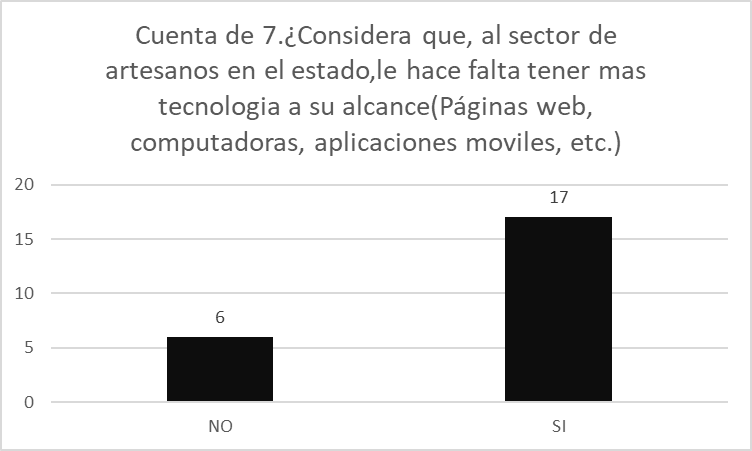 Cuenta de 7.¿Considera que, al sector de
artesanos en el estado,le hace falta tener mas
tecnologia a su alcance(Páginas web,
computadoras, aplicaciones moviles, etc.)
20
15
10
5
0
6
17
NO
SI